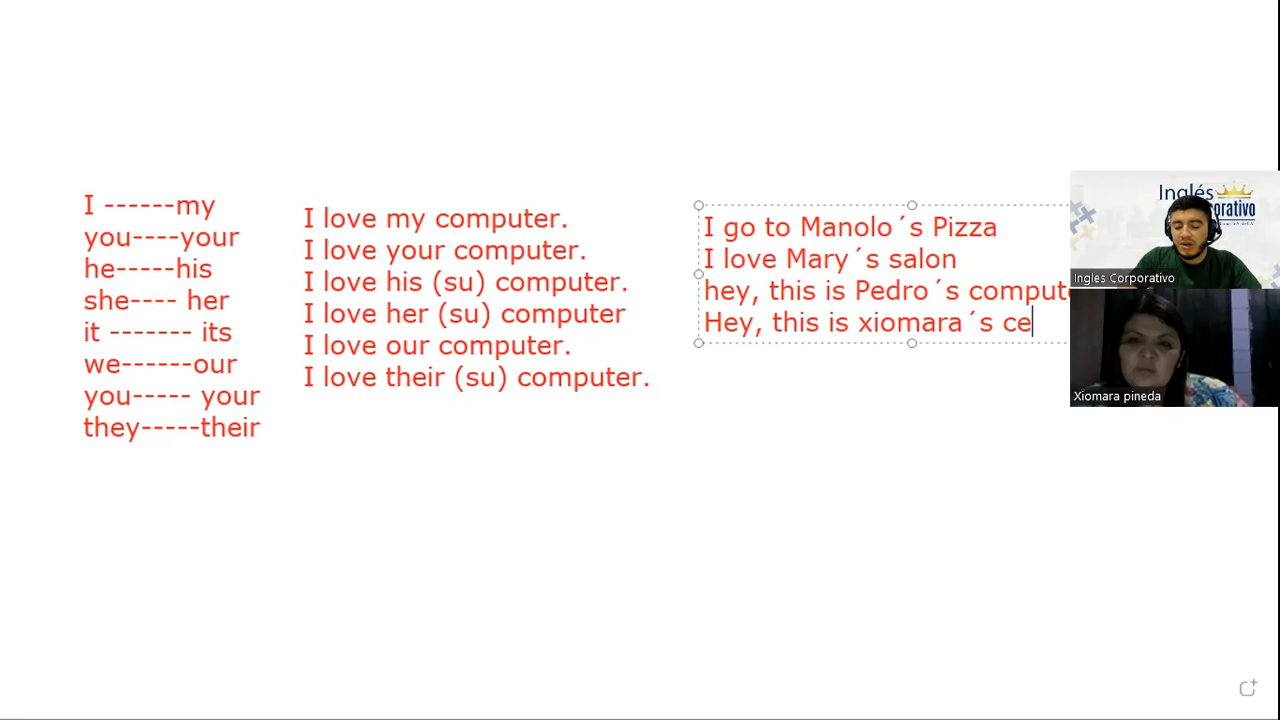 I ------my
you----your
he-----his
she---- her
it ------- its
we------our
you----- your
they-----their
I love my computer.
I love your computer.
I love his (su) computer.
I love her (su) computer
I love our computer.
I love their (su) computer.
I go to Manolo´s Pizza
I love Mary´s salon
hey, this is Pedro´s compute
Hey, this is xiomara´s ce
Inglés
orporativo
Ingles Corporativo
Xiomara pineda